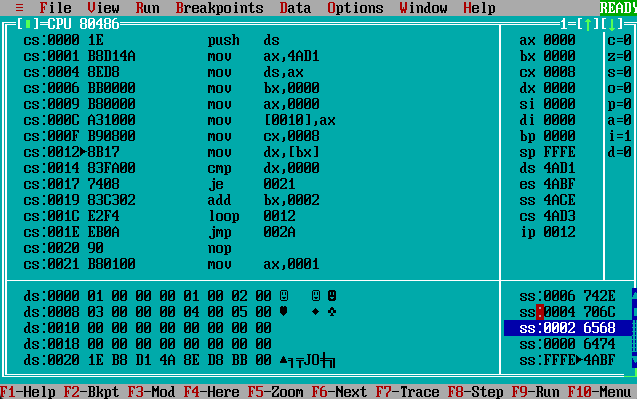 ≡ File View Run Breakpoints Data Options Window Help READY
[■]=CPU 80486 1=[↑][↓]
cs:0000 1E push ds ax 0000 c=0
cs:0001 B8D14A mov ax,4AD1 bx 0000 z=0
cs:0004 8ED8 mov ds,ax cx 0008 s=0
cs:0006 BB0000 mov bx,0000 dx 0000 o=0
cs:0009 B80000 mov ax,0000 si 0000 p=0
cs:000C A31000 mov [0010],ax di 0000 a=0
cs:000F B90800 mov cx,0008 bp 0000 i=1
cs:0012►8B17 mov dx,[bx] sp FFFE d=0
cs:0014 83FA00 cmp dx,0000 ds 4AD1
cs:0017 7408 je 0021 es 4ABF
cs:0019 83C302 add bx,0002 ss 4ACE
cs:001C E2F4 loop 0012 cs 4AD3
cs:001E EB0A jmp 002A ip 0012
cs:0020 90 nop
cs:0021 B80100 mov ax,0001
ds:0000 01 00 00 00 01 00 02 00 ☺ ☺☻ ss:0006 742E
ds:0008 03 00 00 00 04 00 05 00 ♥ ♦ ♣ ss:0004 706C
ds:0010 00 00 00 00 00 00 00 00 ss:0002 6568
ds:0018 00 00 00 00 00 00 00 00 ss:0000 6474
ds:0020 1E B8 D1 4A 8E D8 BB 00 ▲╕╤JО╪╗ ss:FFFE►4ABF
F1-Help F2-Bkpt F3-Mod F4-Here F5-Zoom F6-Next F7-Trace F8-Step F9-Run F10-Menu